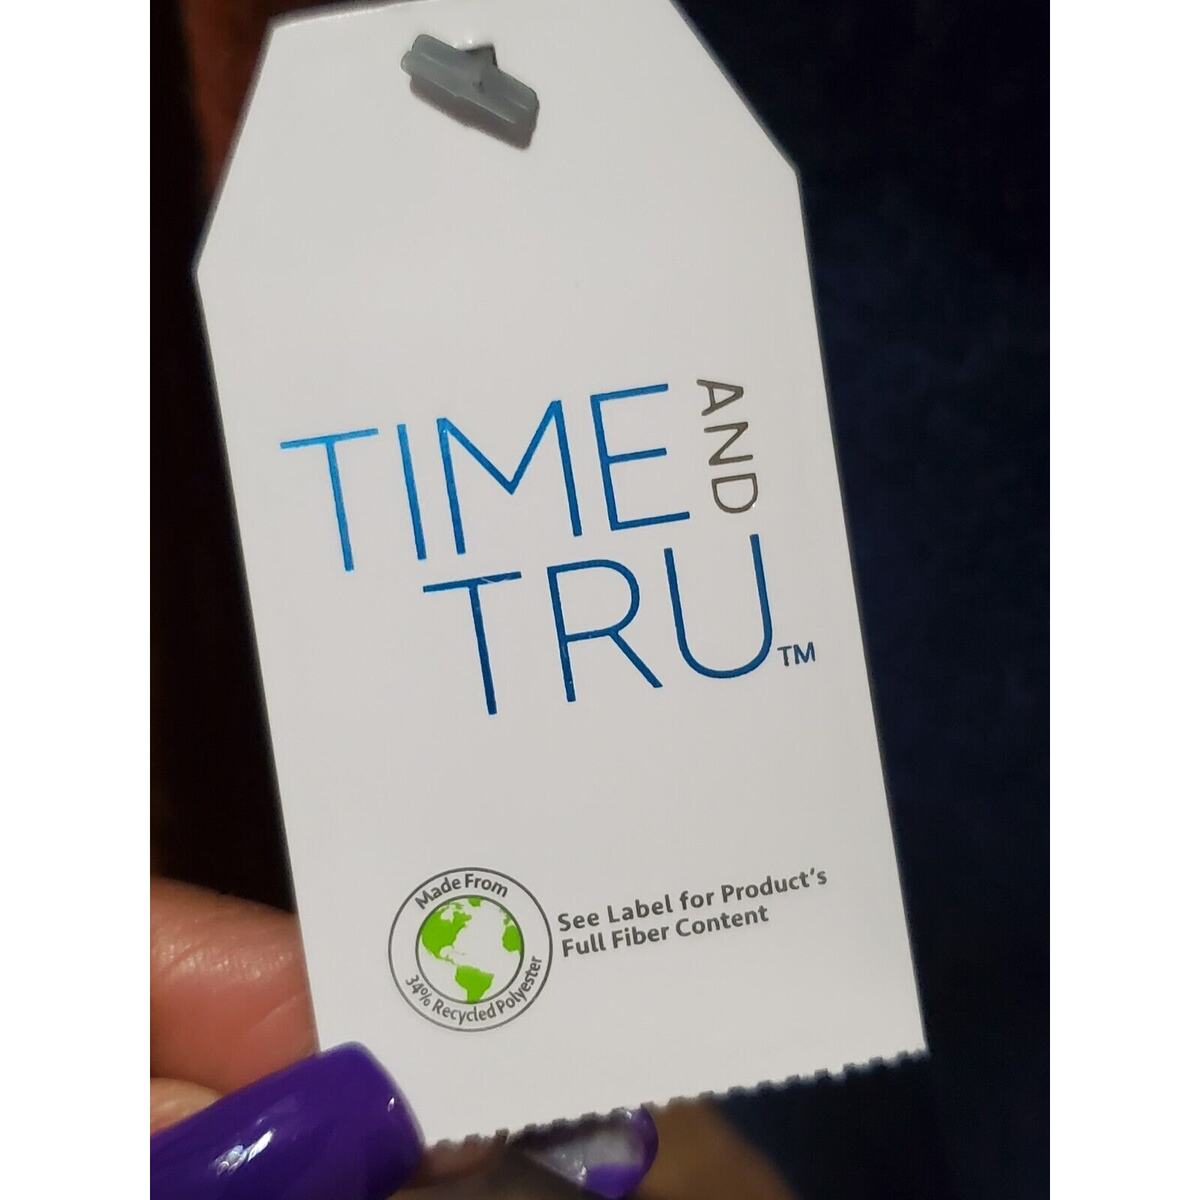 TIME AND
TRU™
Made From
34% Recycled Polyester
See Label for Product's
Full Fiber Content